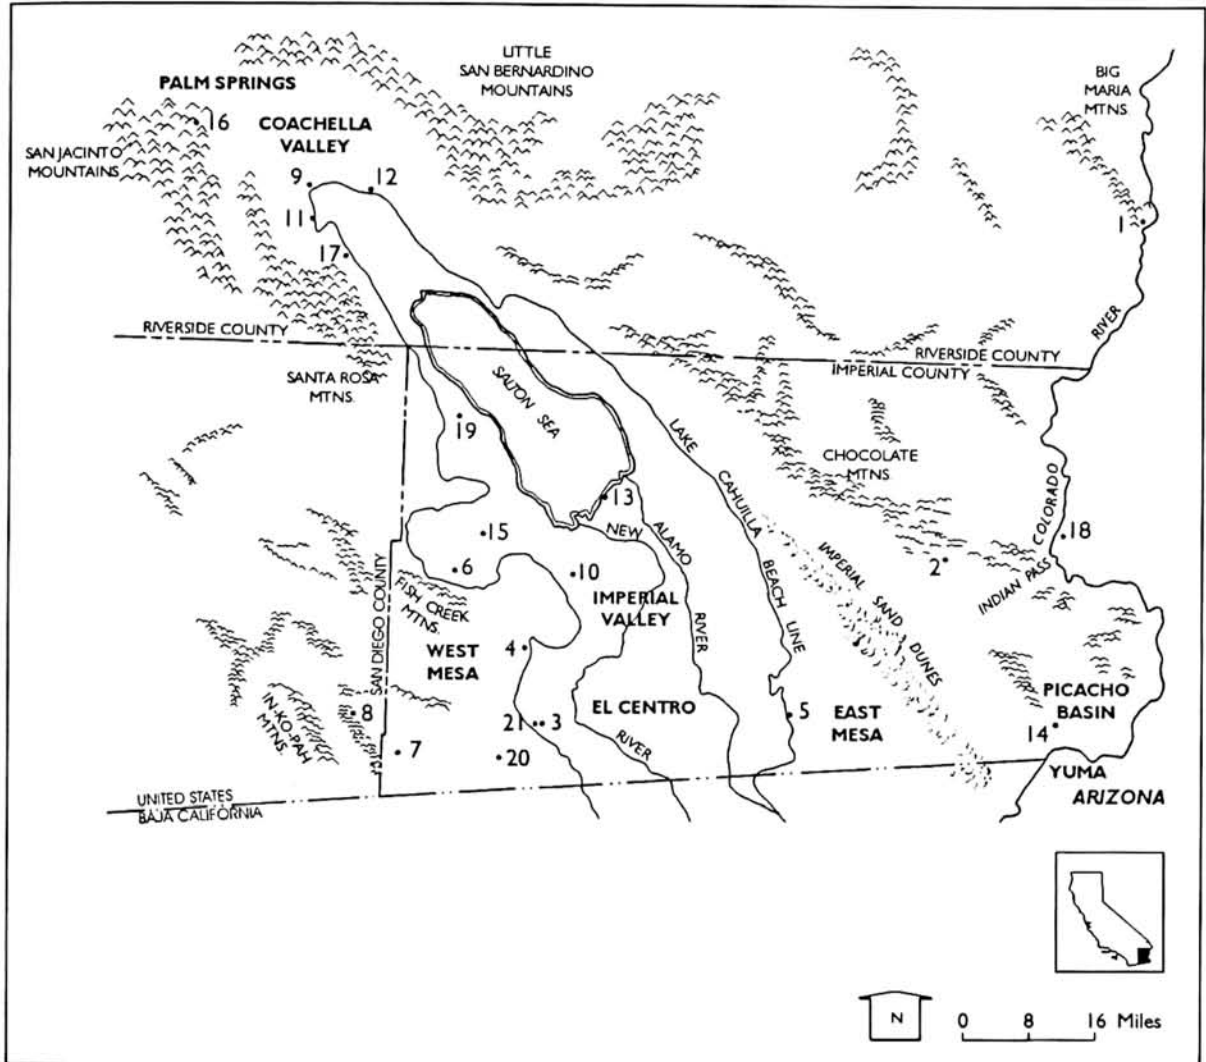 LITTLE
SAN BERNARDINO
MOUNTAINS
BIG
MARIA
MTNS.
PALM SPRINGS
16
COACHELLA
VALLEY
SAN JACINTO
MOUNTAINS
9
12
11
1
17
RIVERSIDE COUNTY
RIVER
RIVERSIDE COUNTY
IMPERIAL COUNTY
SANTA ROSA
MTNS.
SALTON SEA
19
LAKE CAHUILLA BEACH LINE
CHOCOLATE
MTNS.
13
COLORADO
18
NEW
ALAMO
RIVER
15
IMPERIAL SAND DUNES
2
INDIAN PASS
6
10
FISH CREEK
MTNS.
IMPERIAL
VALLEY
SAN DIEGO COUNTY
WEST
MESA
4
PICACHO
BASIN
IN-KO-PAH
MTNS.
8
EL CENTRO
5
EAST
MESA
21
3
14
7
20
RIVER
YUMA
ARIZONA
UNITED STATES
BAJA CALIFORNIA
N
0 8 16 Miles